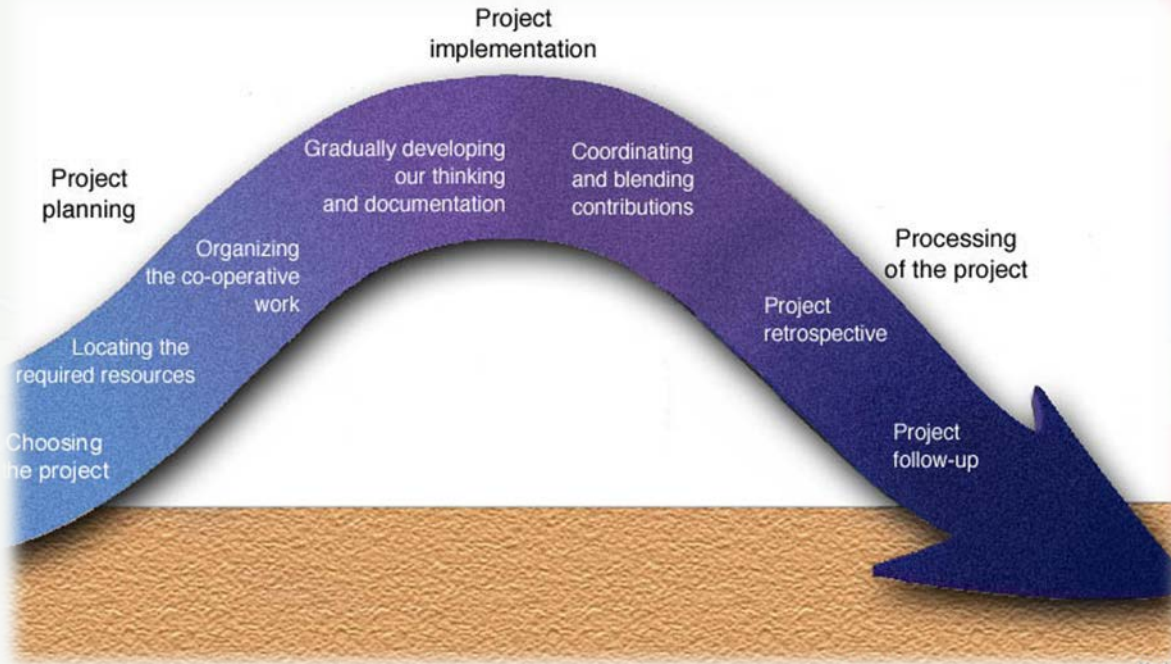 Project
implementation
Project
planning
Gradually developing
our thinking
and documentation
Coordinating
and blending
contributions
Organizing
the co-operative
work
Processing
of the project
Locating the
required resources
Project
retrospective
Choosing
he project
Project
follow-up